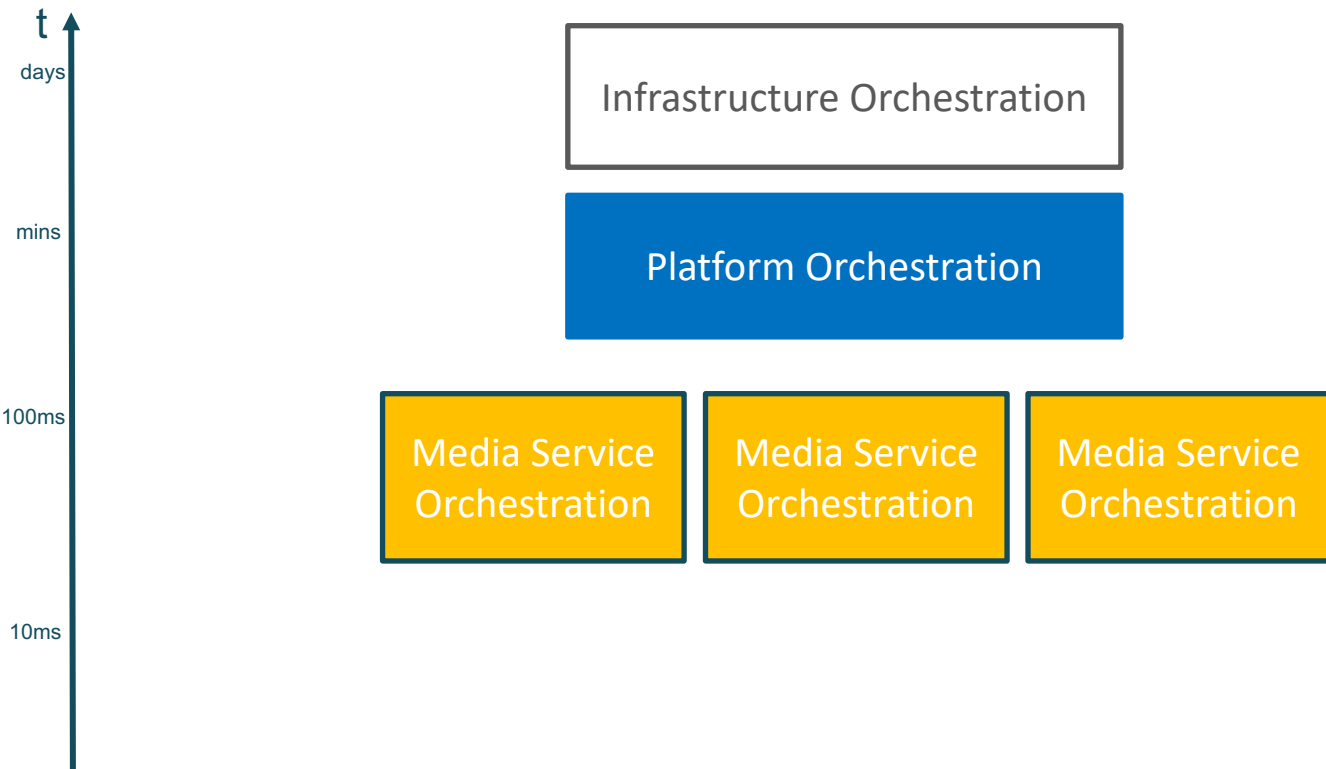 t
days
Infrastructure Orchestration
mins
Platform Orchestration
100ms
Media Service
Orchestration
Media Service
Orchestration
Media Service
Orchestration
10ms